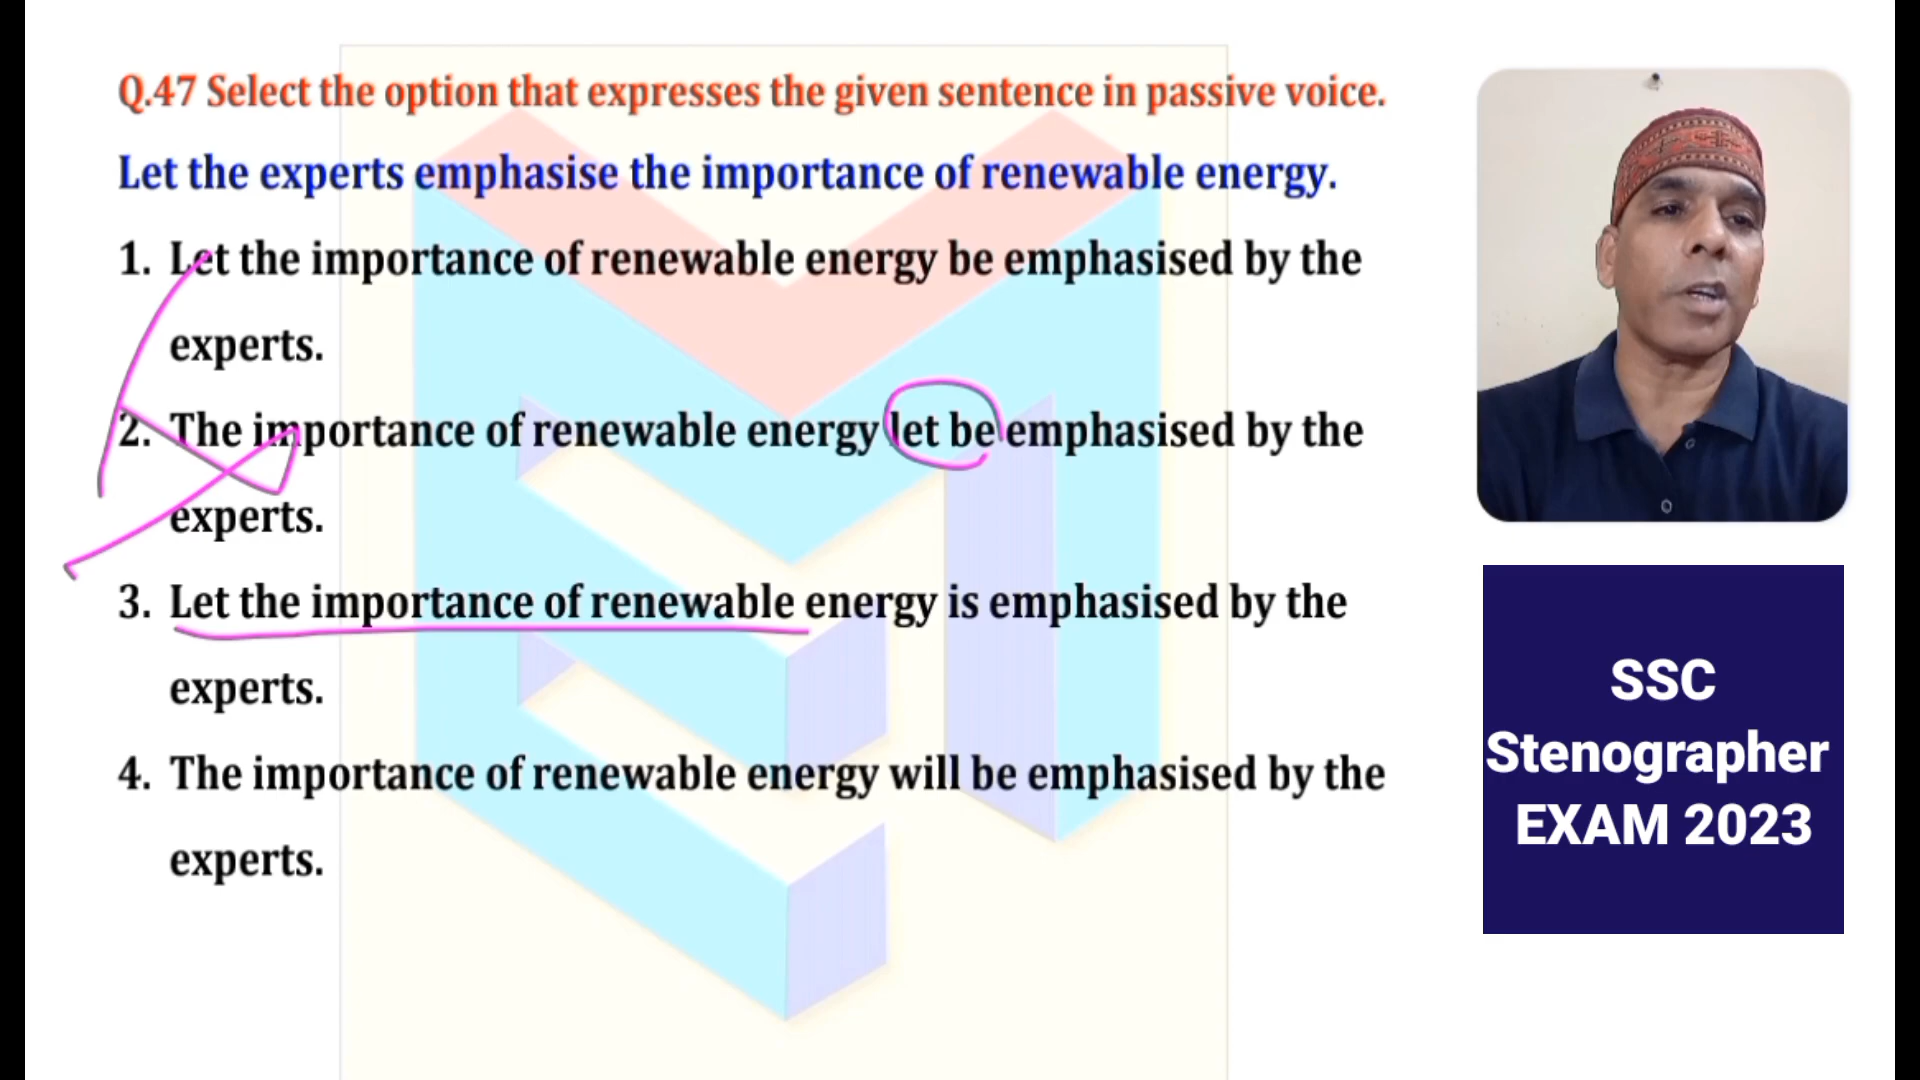 Q.47 Select the option that expresses the given sentence in passive voice.
Let the experts emphasise the importance of renewable energy.
1. Let the importance of renewable energy be emphasised by the
experts.
2. The importance of renewable energy let be emphasised by the
experts.
3. Let the importance of renewable energy is emphasised by the
experts.
4. The importance of renewable energy will be emphasised by the
experts.
SSC
Stenographer
EXAM 2023